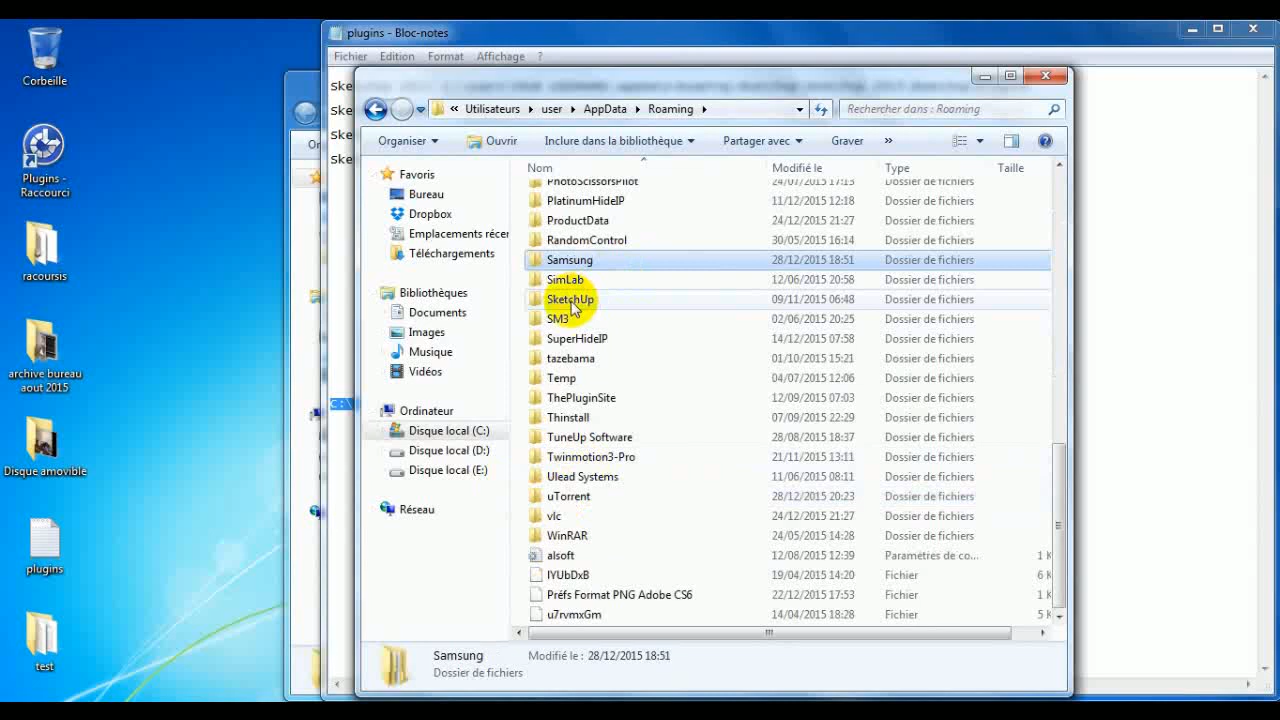 Corbeille
Plugins -
Raccourci
racoursis
archive bureau
aout 2015
Disque amovible
plugins
test
plugins - Bloc-notes
Fichier Edition Format Affichage ?
Ske
Ske
Ske
Ske
C:\
Or
« Utilisateurs user AppData Roaming
Rechercher dans : Roaming
Organiser Ouvrir Inclure dans la bibliothèque Partager avec Graver »
Favoris
Bureau
Dropbox
Emplacements récer
Téléchargements
Bibliothèques
Documents
Images
Musique
Vidéos
Ordinateur
Disque local (C:)
Disque local (D:)
Disque local (E:)
Réseau
Nom Modifié le Type Taille
PhotoScissorsPilot 24/07/2015 17:13 Dossier de fichiers
PlatinumHideIP 11/12/2015 12:18 Dossier de fichiers
ProductData 24/12/2015 21:27 Dossier de fichiers
RandomControl 30/05/2015 16:14 Dossier de fichiers
Samsung 28/12/2015 18:51 Dossier de fichiers
SimLab 12/06/2015 20:58 Dossier de fichiers
SketchUp 09/11/2015 06:48 Dossier de fichiers
SM3 02/06/2015 20:25 Dossier de fichiers
SuperHideIP 14/12/2015 07:58 Dossier de fichiers
tazebama 01/10/2015 15:21 Dossier de fichiers
Temp 04/07/2015 12:06 Dossier de fichiers
ThePluginSite 12/09/2015 07:03 Dossier de fichiers
Thinstall 07/09/2015 22:29 Dossier de fichiers
TuneUp Software 28/08/2015 18:37 Dossier de fichiers
Twinmotion3-Pro 21/11/2015 13:11 Dossier de fichiers
Ulead Systems 11/06/2015 08:11 Dossier de fichiers
uTorrent 28/12/2015 20:23 Dossier de fichiers
vlc 24/12/2015 21:27 Dossier de fichiers
WinRAR 24/05/2015 14:28 Dossier de fichiers
alsoft 12/08/2015 12:39 Paramètres de co... 1 K
IYUbDxB 19/04/2015 14:20 Fichier 6 K
Préfs Format PNG Adobe CS6 22/12/2015 17:53 Fichier 1 K
u7rvmxGm 14/04/2015 18:28 Fichier 5 K
Samsung Modifié le : 28/12/2015 18:51
Dossier de fichiers